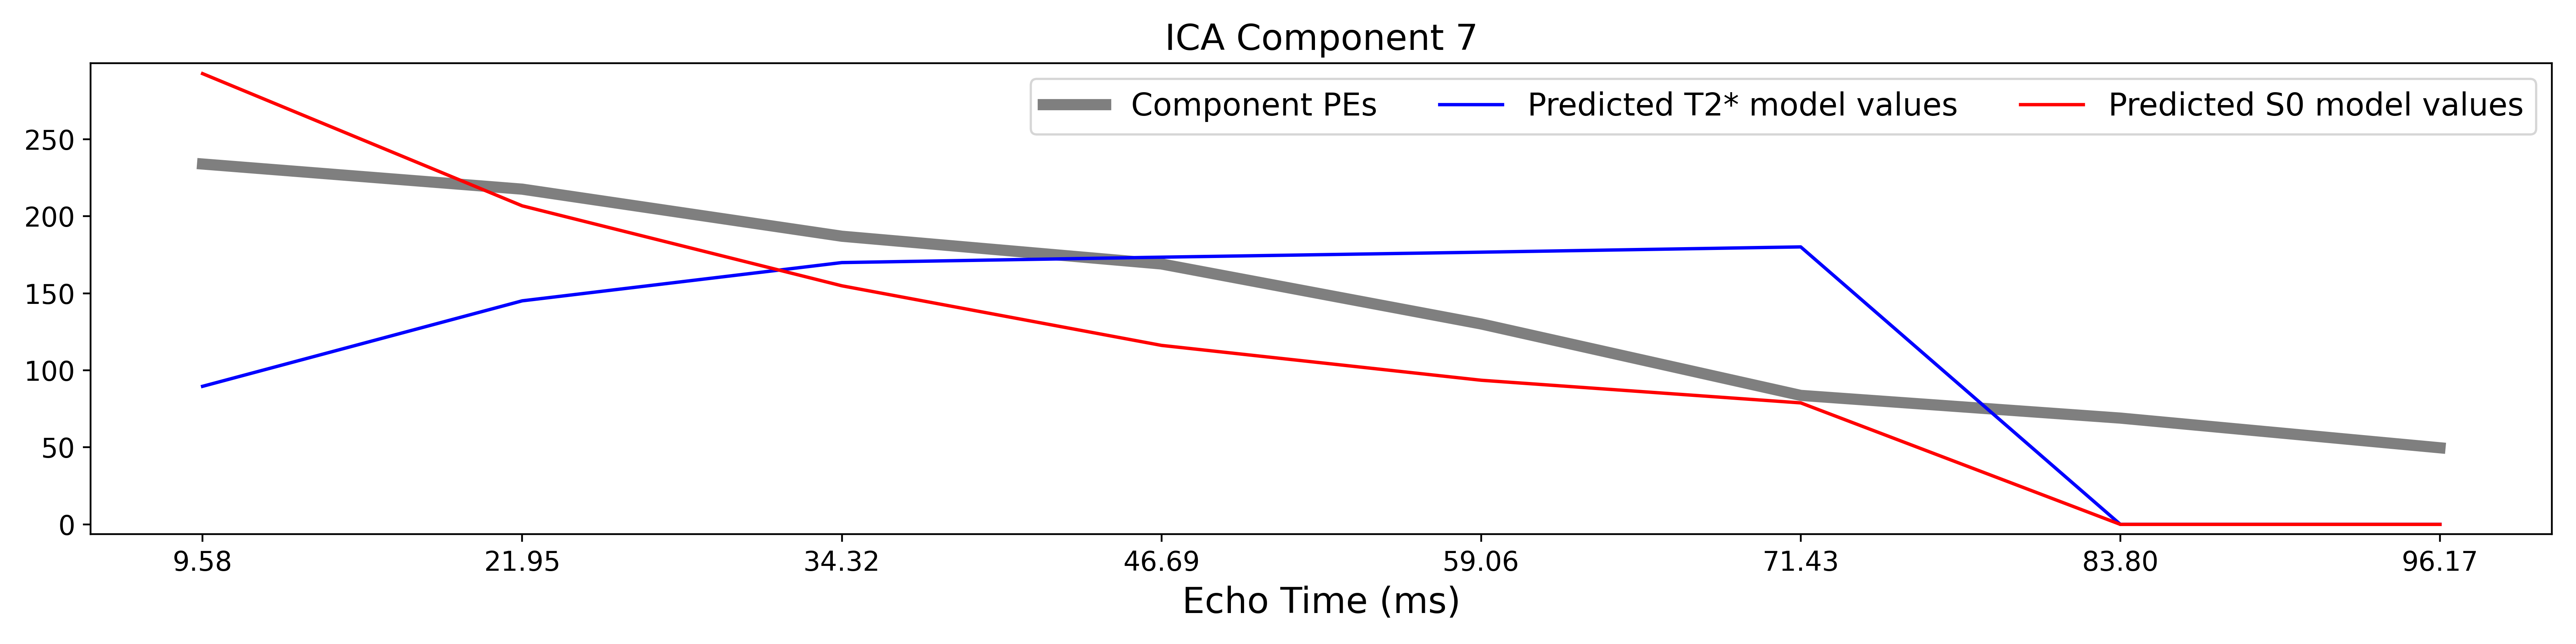 ICA Component 7
Component PEs Predicted T2* model values Predicted S0 model values
250
200
150
100
50
0
9.58 21.95 34.32 46.69 59.06 71.43 83.80 96.17
Echo Time (ms)